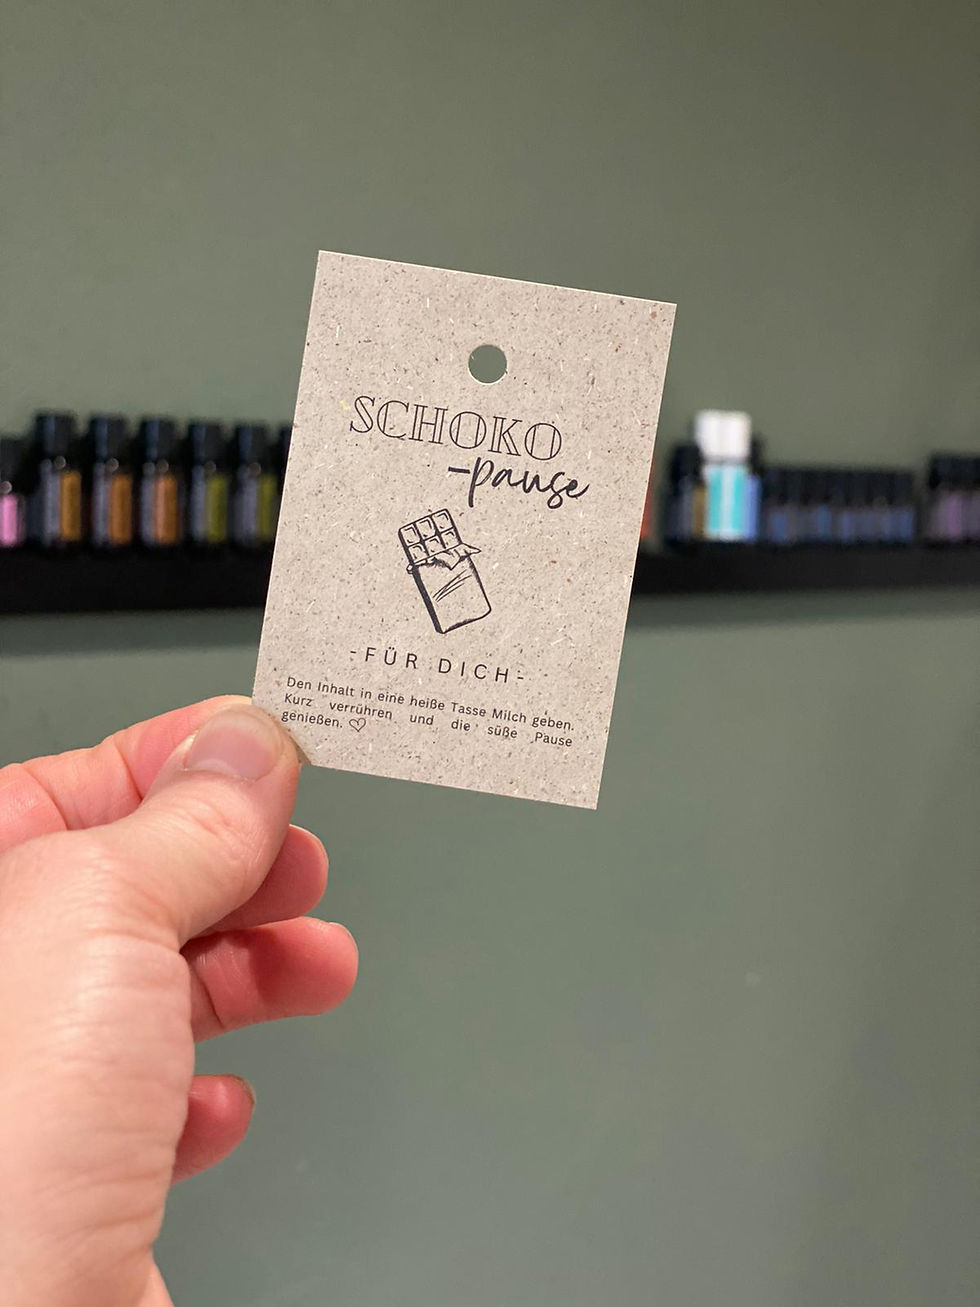 SCHOKO
-pause
-FÜR DICH-
Den Inhalt in eine heiße Tasse Milch geben.
Kurz verrühren und die süße Pause
genießen. ♡